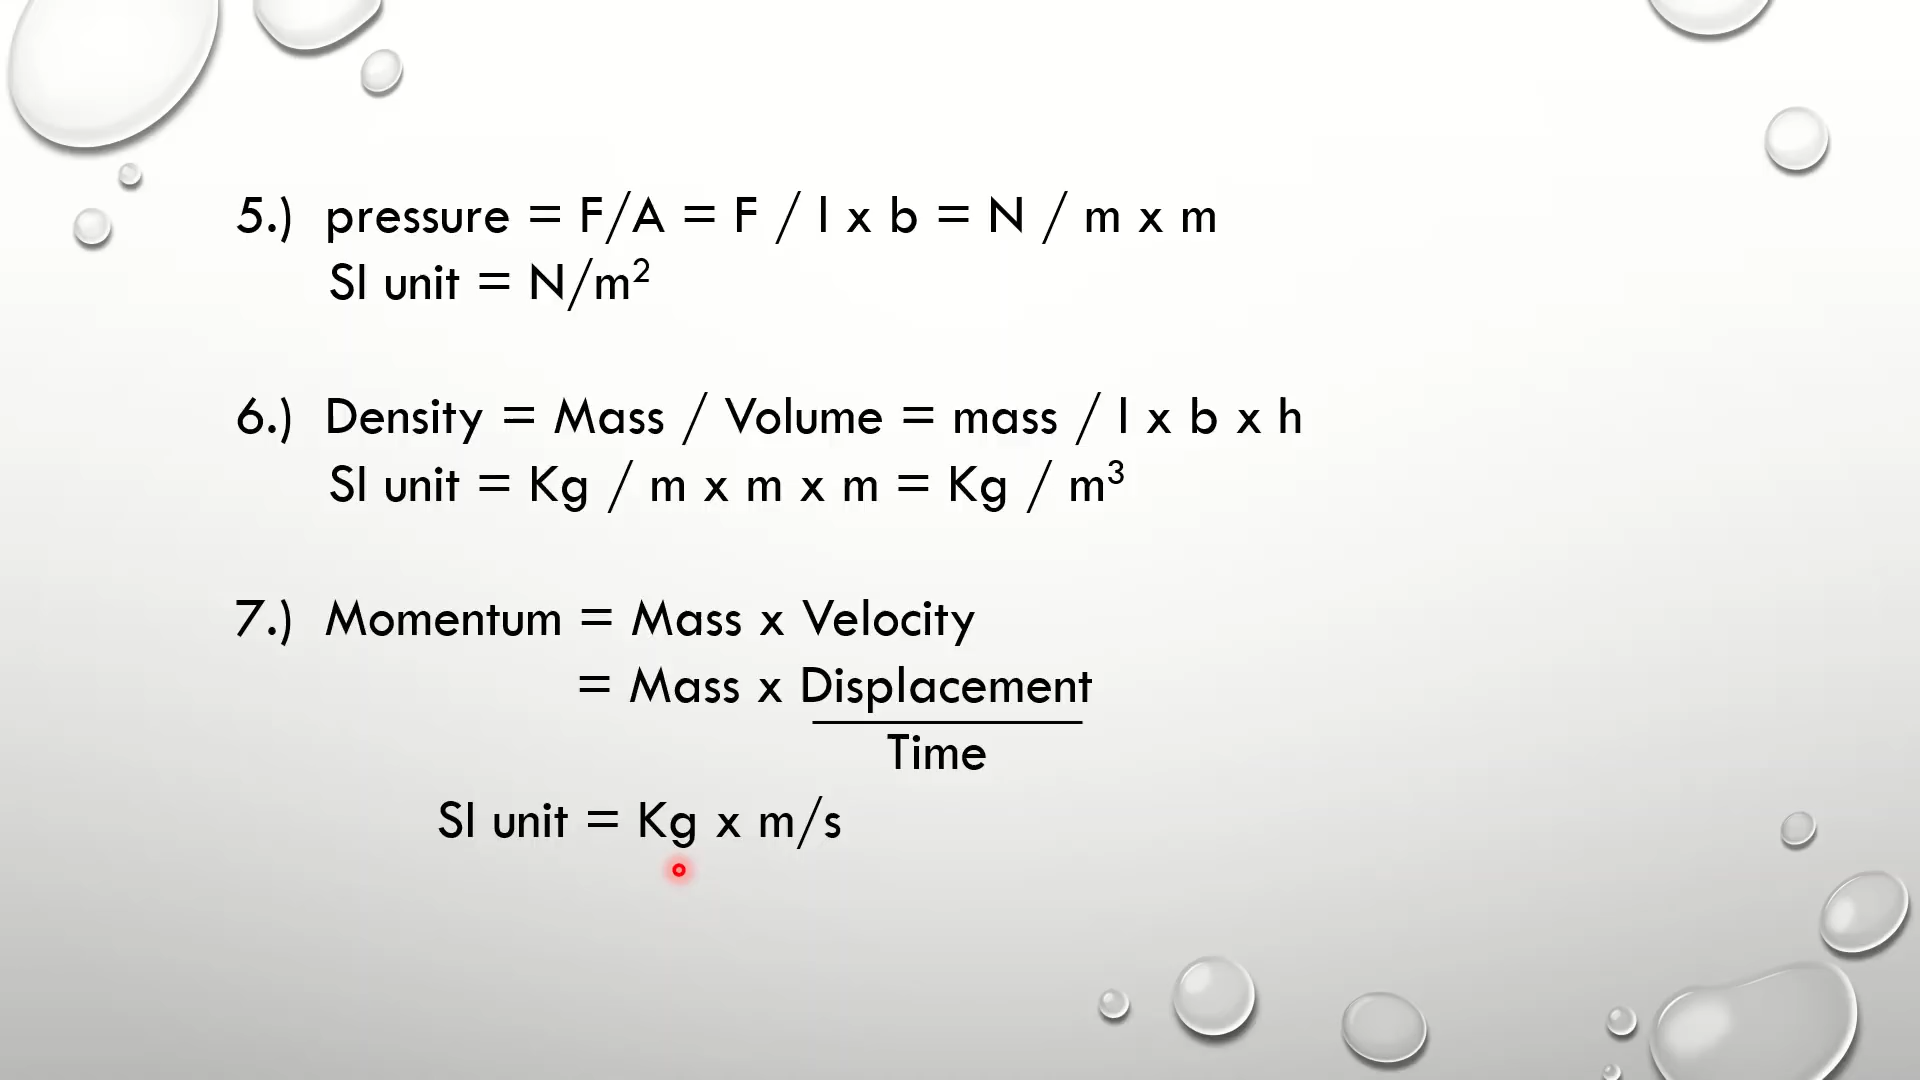 5.) pressure = F/A = F / l x b = N / m x m
SI unit = N/m²
6.) Density = Mass / Volume = mass / l x b x h
SI unit = Kg / m x m x m = Kg / m³
7.) Momentum = Mass x Velocity
= Mass x Displacement
Time
SI unit = Kg x m/s